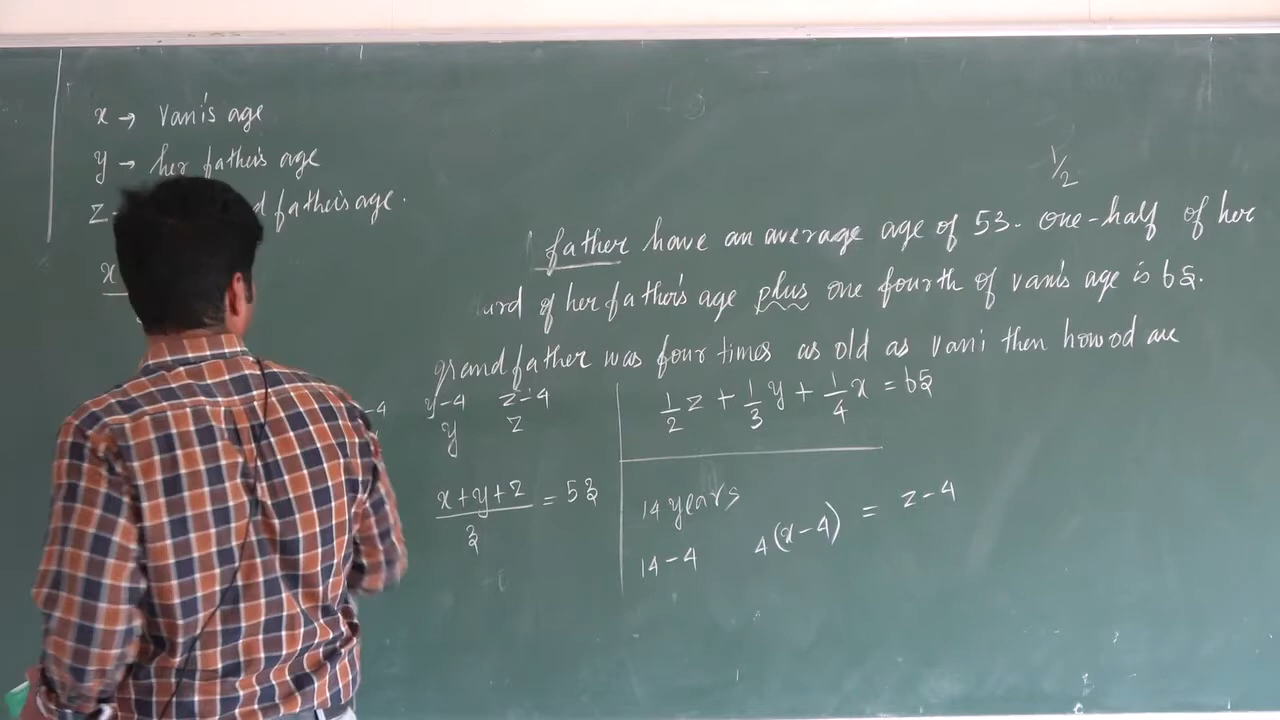 x → Vani's age
y → her father's age
z father's age.
x
1/2
father have an average age of 53. One-half of her
of her father's age plus one fourth of vani's age is 65.
grandfather was four times as old as vani then how are
-4 y-4 z-4
y z
1/2 z + 1/3 y + 1/4 x = 65
x+y+z/3 = 53
14 years
14-4 4(x-4) = z-4